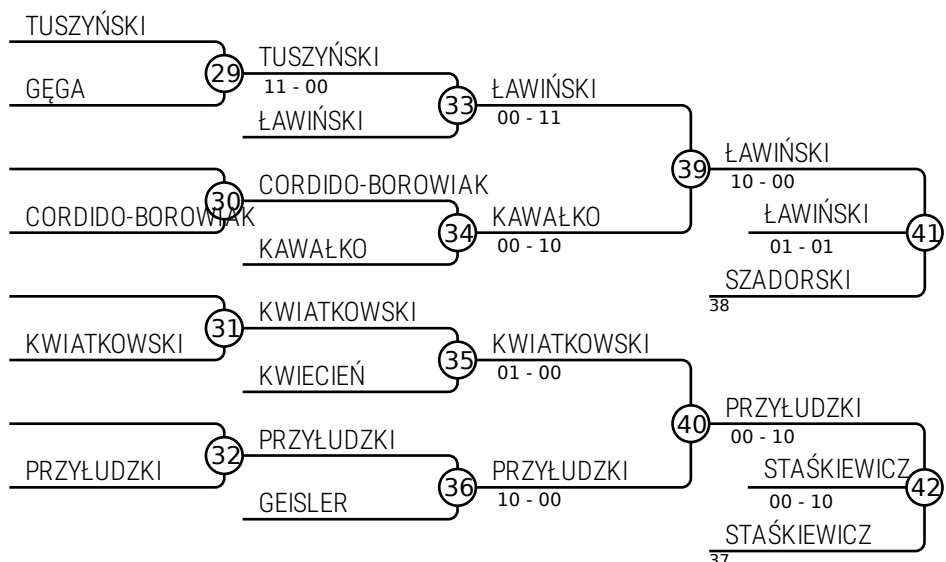 TUSZYŃSKI
GĘGA
29
TUSZYŃSKI
11 - 00
ŁAWIŃSKI
33
ŁAWIŃSKI
00 - 11
CORDIDO-BOROWIAK
30
CORDIDO-BOROWIAK
KAWAŁKO
34
KAWAŁKO
00 - 10
39
ŁAWIŃSKI
10 - 00
ŁAWIŃSKI
01 - 01
41
SZADORSKI
38
KWIATKOWSKI
31
KWIATKOWSKI
KWIECIEŃ
35
KWIATKOWSKI
01 - 00
PRZYŁUDZKI
32
PRZYŁUDZKI
GEISLER
36
PRZYŁUDZKI
10 - 00
40
PRZYŁUDZKI
00 - 10
STAŚKIEWICZ
00 - 10
42
STAŚKIEWICZ
37